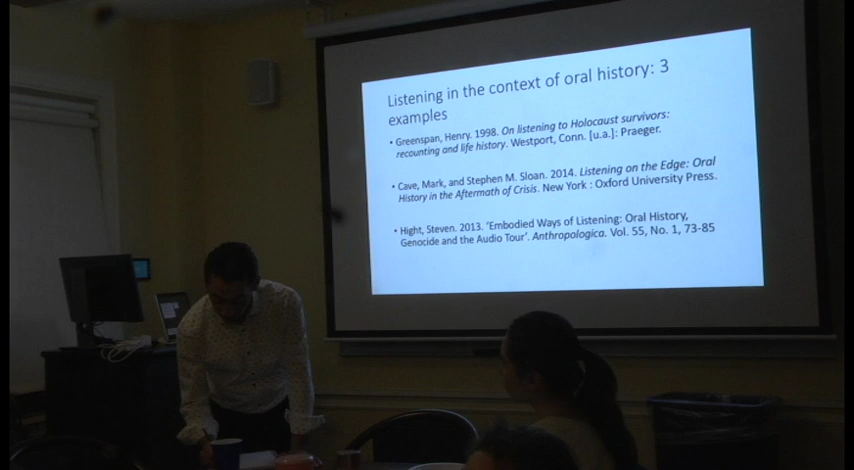 Listening in the context of oral history: 3
examples
• Greenspan, Henry. 1998. On listening to Holocaust survivors:
recounting and life history. Westport, Conn. [u.a.]: Praeger.
• Cave, Mark, and Stephen M. Sloan. 2014. Listening on the Edge: Oral
History in the Aftermath of Crisis. New York : Oxford University Press.
• Hight, Steven. 2013. 'Embodied Ways of Listening: Oral History,
Genocide and the Audio Tour'. Anthropologica. Vol. 55, No. 1, 73-85